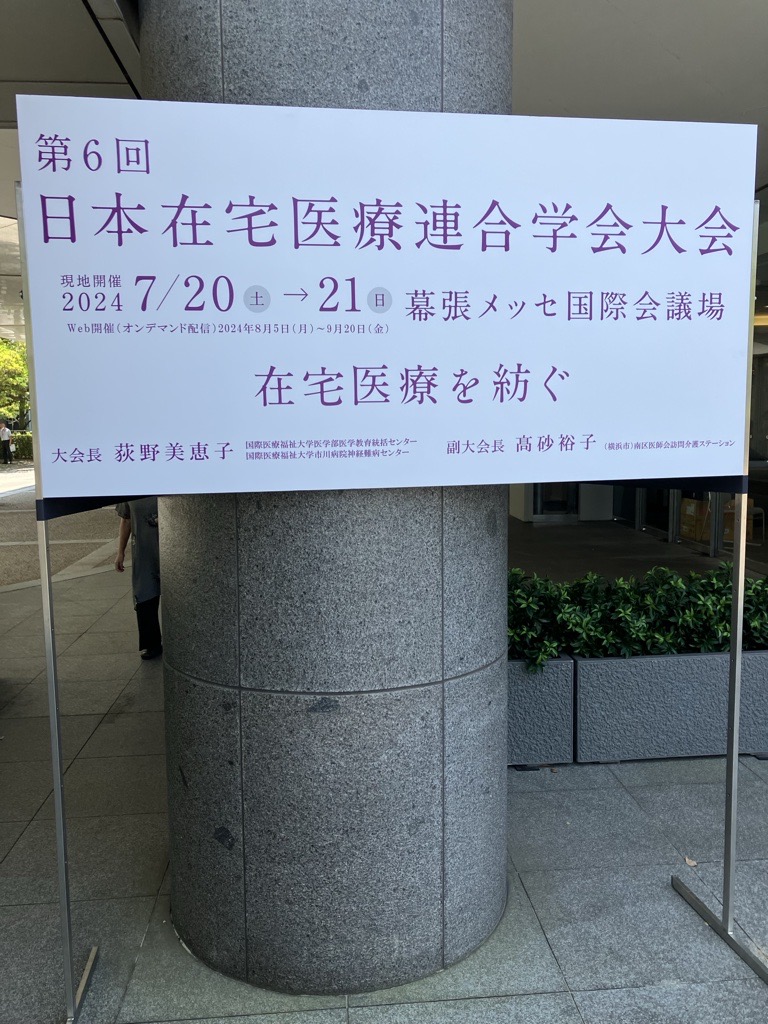 第6回
日本在宅医療連合学会大会
現地開催
2024 7/20 土 → 21 日 幕張メッセ国際会議場
Web開催(オンデマンド配信)2024年8月5日(月)~9月20日(金)
在宅医療を紡ぐ
大会長 荻野美恵子 国際医療福祉大学医学部医学教育統括センター
国際医療福祉大学市川病院神経難病センター
副大会長 髙砂裕子 (横浜市)南区医師会訪問介護ステーション